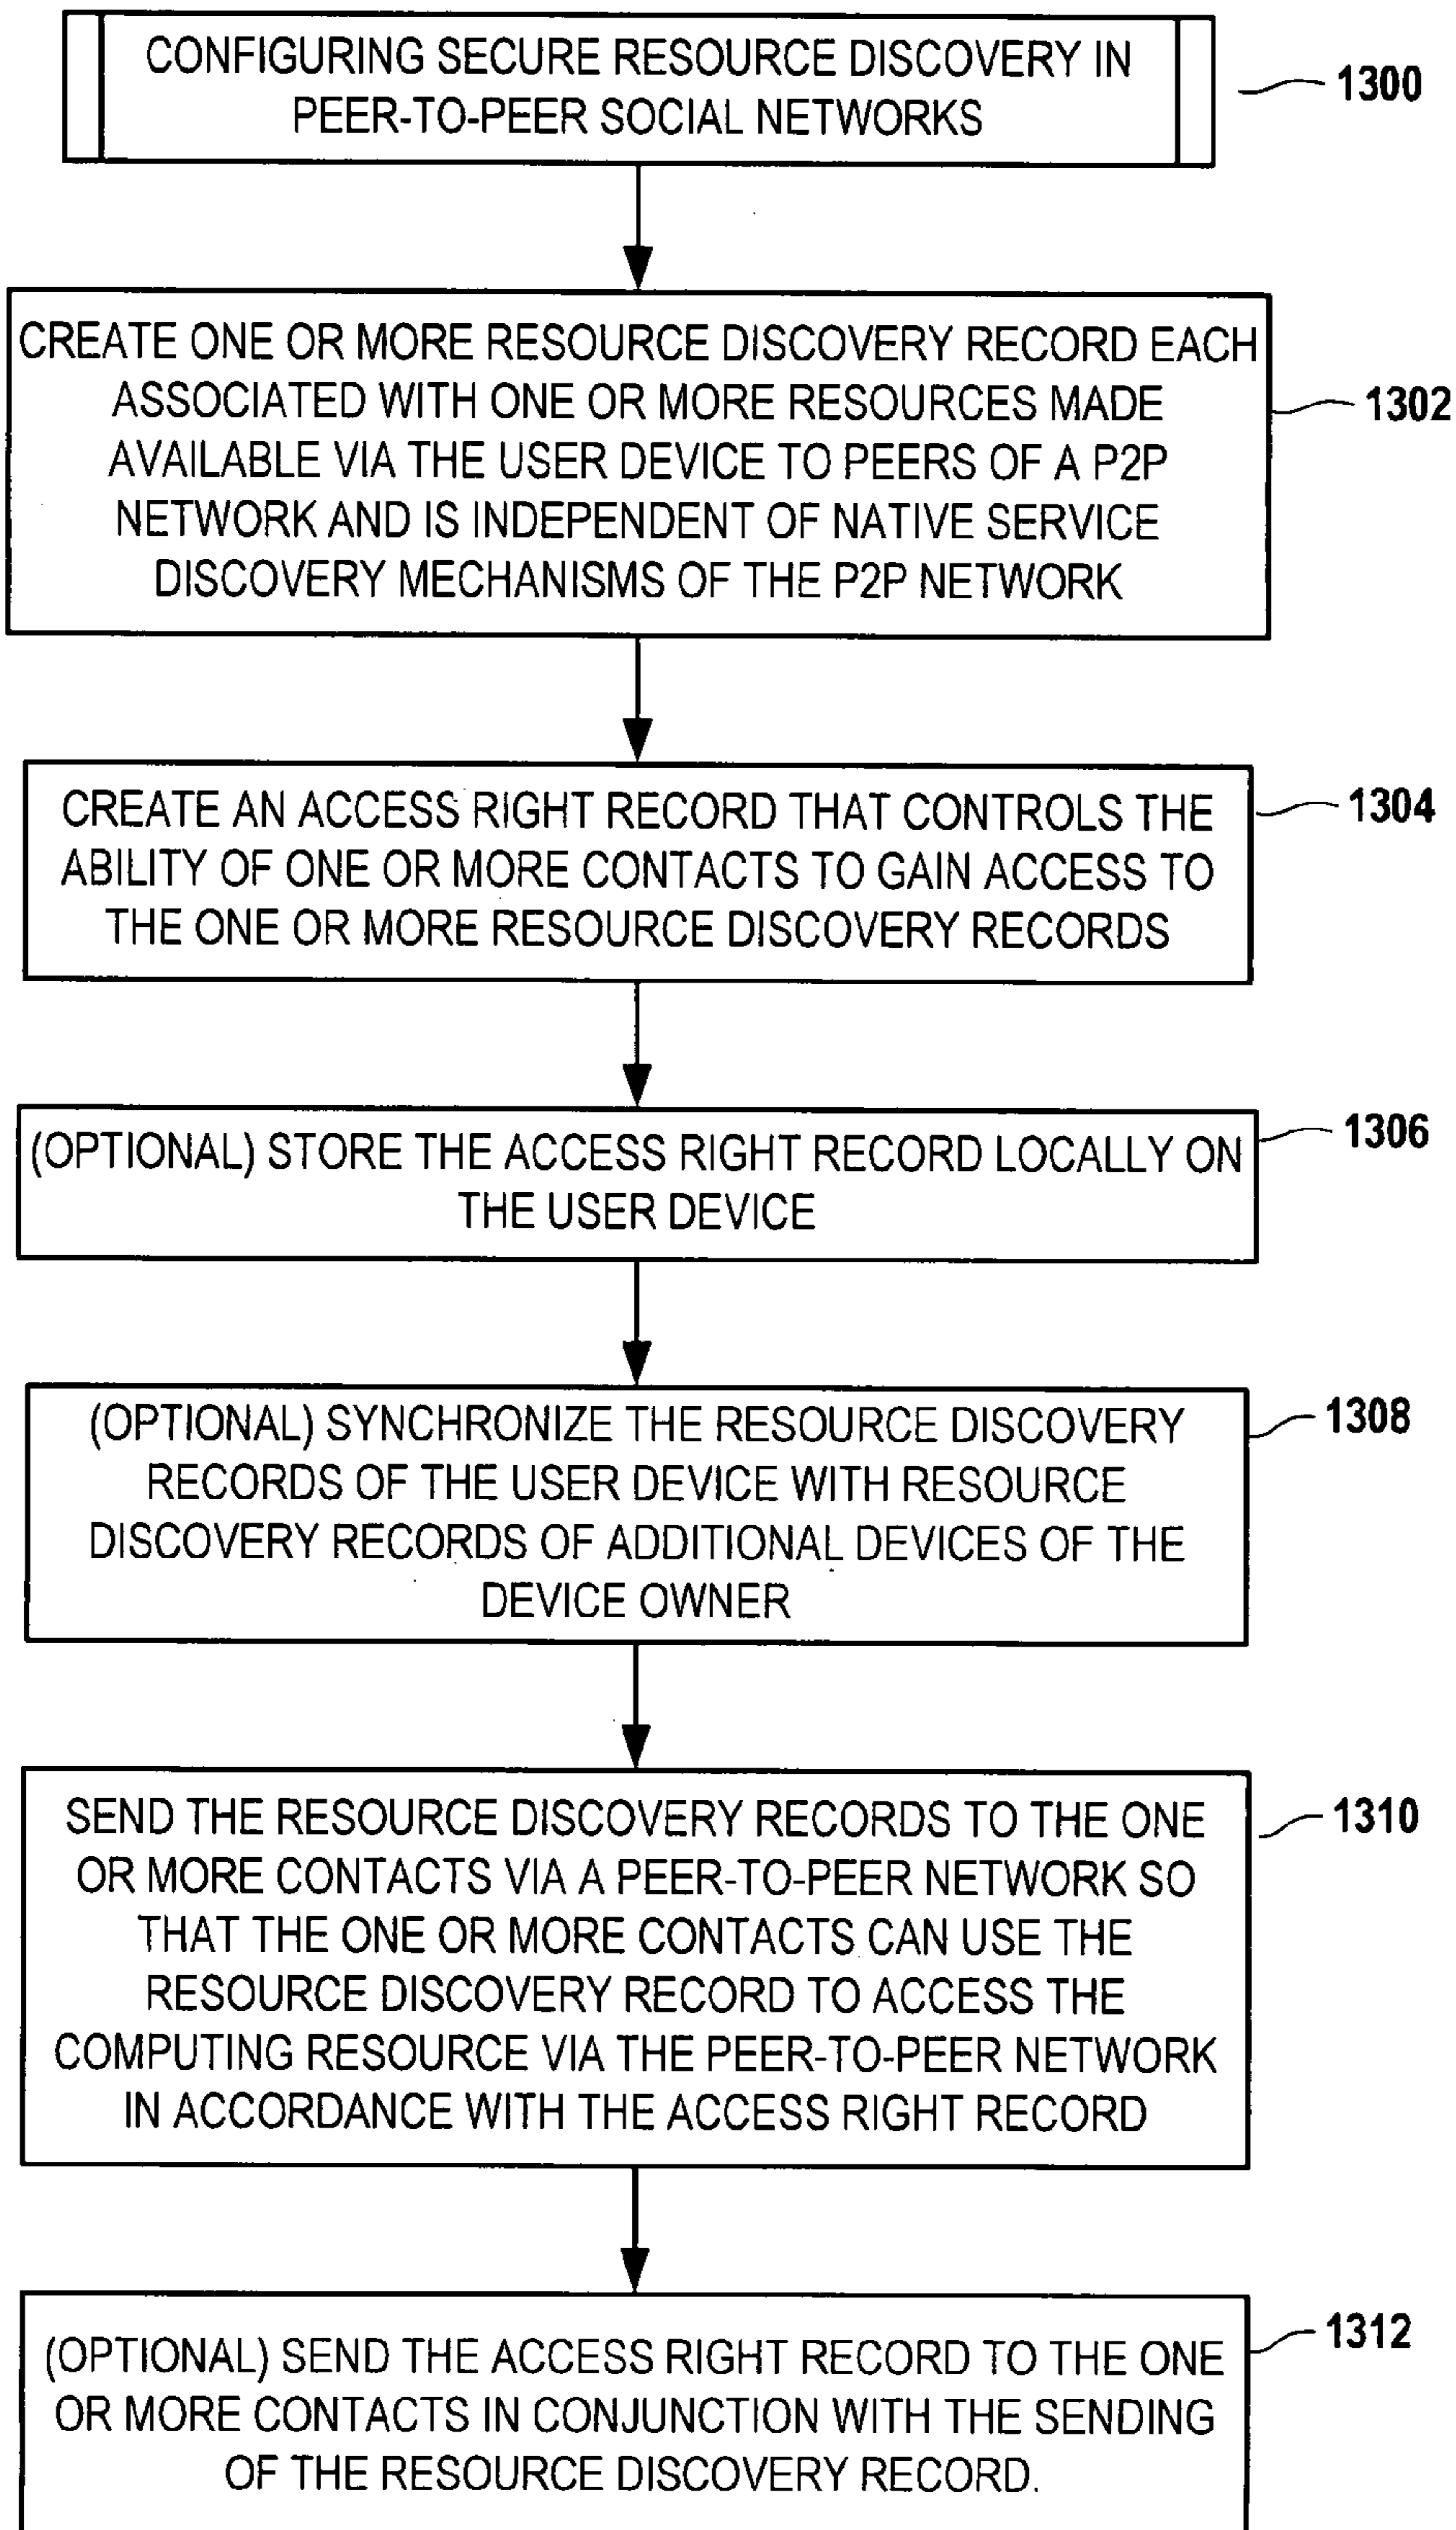 CONFIGURING SECURE RESOURCE DISCOVERY IN
PEER-TO-PEER SOCIAL NETWORKS
1300
CREATE ONE OR MORE RESOURCE DISCOVERY RECORD EACH
ASSOCIATED WITH ONE OR MORE RESOURCES MADE
AVAILABLE VIA THE USER DEVICE TO PEERS OF A P2P
NETWORK AND IS INDEPENDENT OF NATIVE SERVICE
DISCOVERY MECHANISMS OF THE P2P NETWORK
1302
CREATE AN ACCESS RIGHT RECORD THAT CONTROLS THE
ABILITY OF ONE OR MORE CONTACTS TO GAIN ACCESS TO
THE ONE OR MORE RESOURCE DISCOVERY RECORDS
1304
(OPTIONAL) STORE THE ACCESS RIGHT RECORD LOCALLY ON
THE USER DEVICE
1306
(OPTIONAL) SYNCHRONIZE THE RESOURCE DISCOVERY
RECORDS OF THE USER DEVICE WITH RESOURCE
DISCOVERY RECORDS OF ADDITIONAL DEVICES OF THE
DEVICE OWNER
1308
SEND THE RESOURCE DISCOVERY RECORDS TO THE ONE
OR MORE CONTACTS VIA A PEER-TO-PEER NETWORK SO
THAT THE ONE OR MORE CONTACTS CAN USE THE
RESOURCE DISCOVERY RECORD TO ACCESS THE
COMPUTING RESOURCE VIA THE PEER-TO-PEER NETWORK
IN ACCORDANCE WITH THE ACCESS RIGHT RECORD
1310
(OPTIONAL) SEND THE ACCESS RIGHT RECORD TO THE ONE
OR MORE CONTACTS IN CONJUNCTION WITH THE SENDING
OF THE RESOURCE DISCOVERY RECORD.
1312